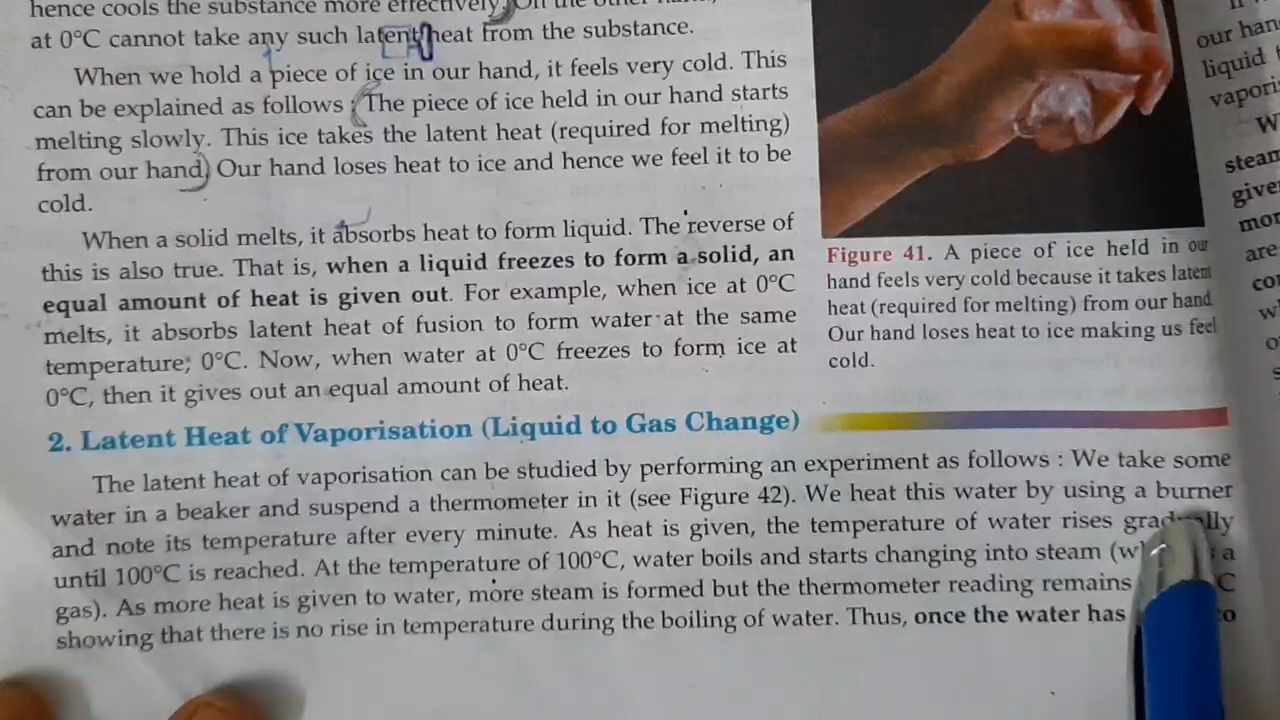 hence cools the substance more effectively. On the other
at 0°C cannot take any such latent heat from the substance.
When we hold a piece of ice in our hand, it feels very cold. This
can be explained as follows : The piece of ice held in our hand starts
melting slowly. This ice takes the latent heat (required for melting)
from our hand. Our hand loses heat to ice and hence we feel it to be
cold.
When a solid melts, it absorbs heat to form liquid. The reverse of
this is also true. That is, when a liquid freezes to form a solid, an
equal amount of heat is given out. For example, when ice at 0°C
melts, it absorbs latent heat of fusion to form water at the same
temperature; 0°C. Now, when water at 0°C freezes to form ice at
0°C, then it gives out an equal amount of heat.
Figure 41. A piece of ice held in our
hand feels very cold because it takes latent
heat (required for melting) from our hand.
Our hand loses heat to ice making us feel
cold.
2. Latent Heat of Vaporisation (Liquid to Gas Change)
The latent heat of vaporisation can be studied by performing an experiment as follows : We take some
water in a beaker and suspend a thermometer in it (see Figure 42). We heat this water by using a burner
and note its temperature after every minute. As heat is given, the temperature of water rises gradually
until 100°C is reached. At the temperature of 100°C, water boils and starts changing into steam a
gas). As more heat is given to water, more steam is formed but the thermometer reading remains C
showing that there is no rise in temperature during the boiling of water. Thus, once the water has
our
liquid
steam
are